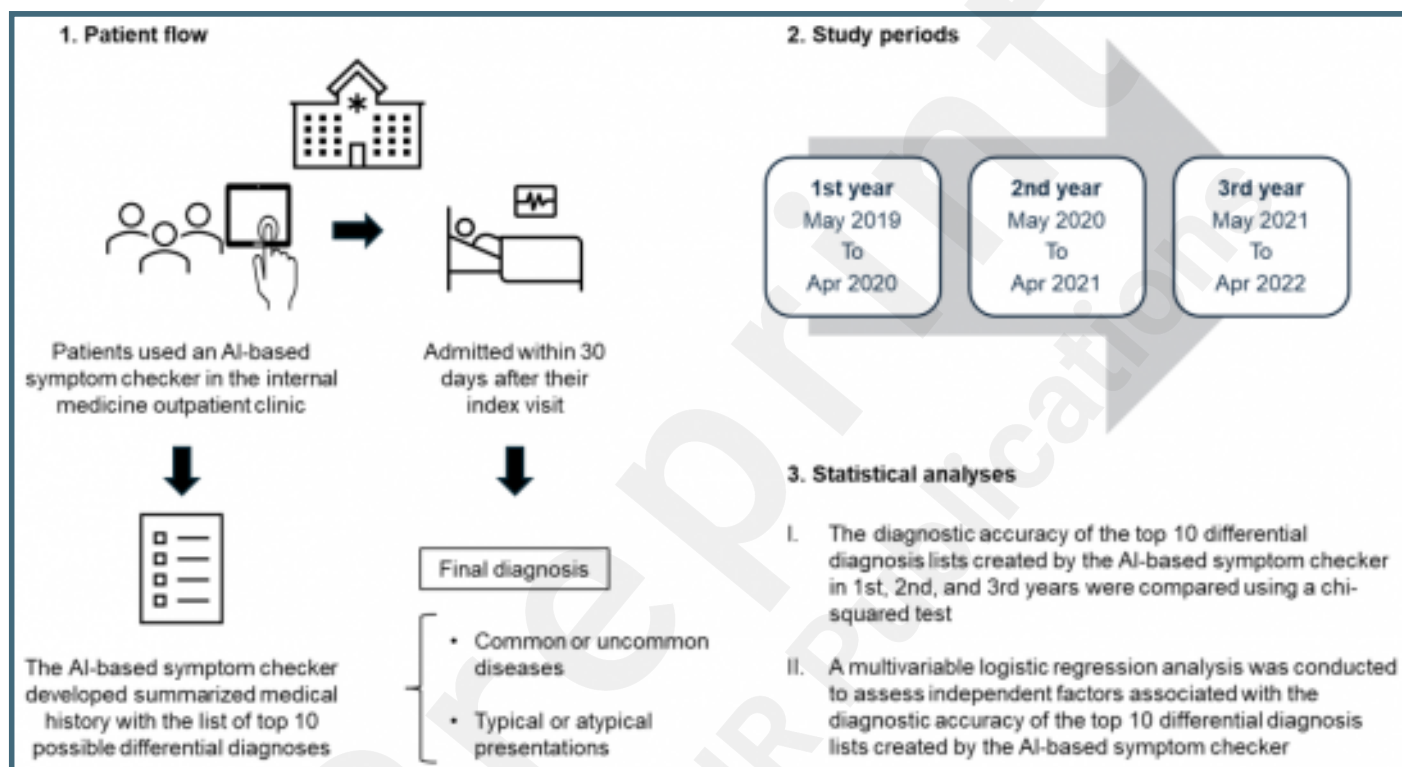 1. Patient flow
Patients used an AI-based
symptom checker in the internal
medicine outpatient clinic
Admitted within 30
days after their
index visit
The AI-based symptom checker
developed summarized medical
history with the list of top 10
possible differential diagnoses
Final diagnosis
• Common or uncommon
diseases
• Typical or atypical
presentations
2. Study periods
1st year
May 2019
To
Apr 2020
2nd year
May 2020
To
Apr 2021
3rd year
May 2021
To
Apr 2022
3. Statistical analyses
I. The diagnostic accuracy of the top 10 differential
diagnosis lists created by the AI-based symptom checker
in 1st, 2nd, and 3rd years were compared using a chi-
squared test
II. A multivariable logistic regression analysis was conducted
to assess independent factors associated with the
diagnostic accuracy of the top 10 differential diagnosis
lists created by the AI-based symptom checker
reprint
R Publications